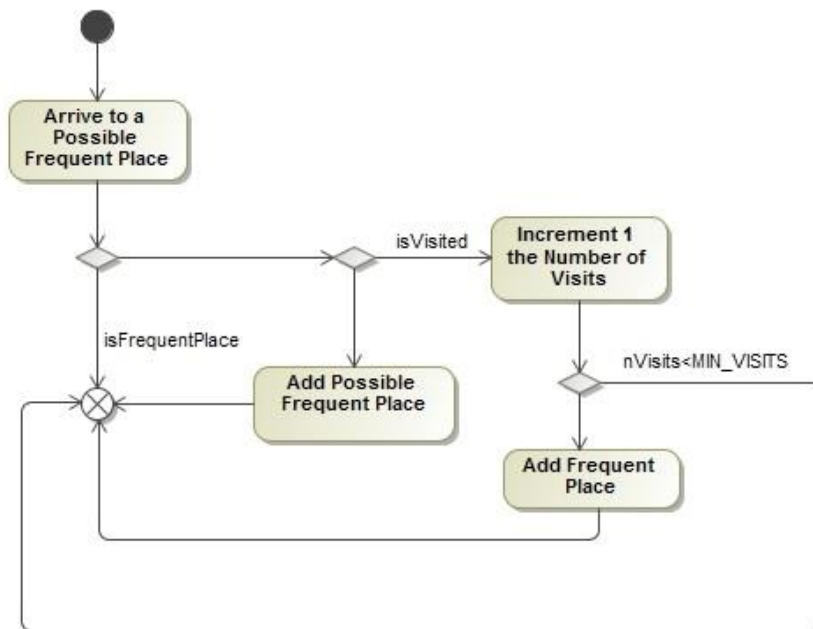 Arrive to a
Possible
Frequent Place
isVisited
Increment 1
the Number of
Visits
isFrequentPlace
nVisits<MIN_VISITS
Add Possible
Frequent Place
Add Frequent
Place